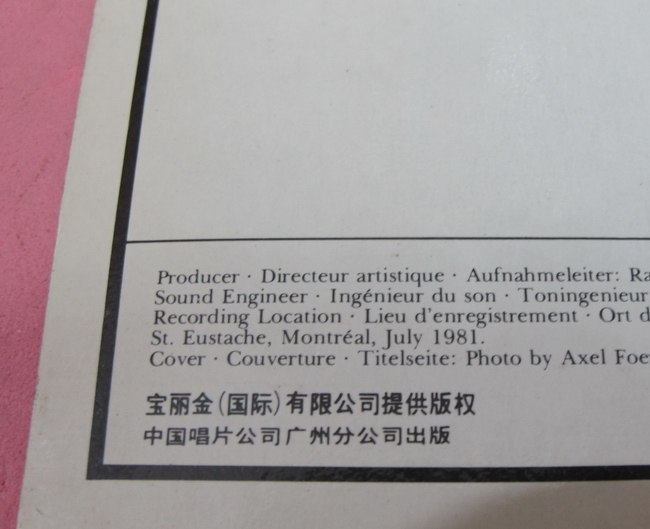 Producer · Directeur artistique · Aufnahmeleiter: Ra
Sound Engineer · Ingénieur du son · Toningenieur
Recording Location · Lieu d'enregistrement · Ort d
St. Eustache, Montréal, July 1981.
Cover · Couverture · Titelseite: Photo by Axel Foe
宝丽金(国际)有限公司提供版权
中国唱片公司广州分公司出版